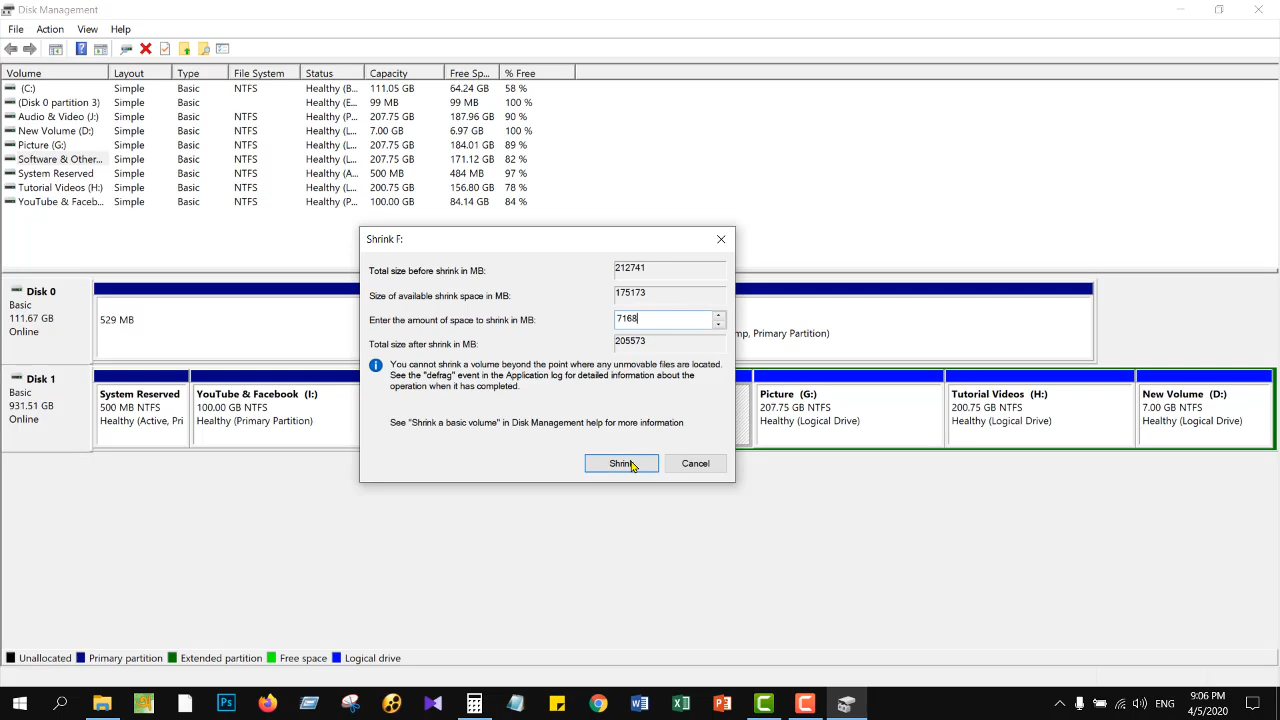 Disk Management
File Action View Help
Volume Layout Type File System Status Capacity Free Sp... % Free
(C:) Simple Basic NTFS Healthy (B... 111.05 GB 64.24 GB 58 %
(Disk 0 partition 3) Simple Basic Healthy (E... 99 MB 99 MB 100 %
Audio & Video (J:) Simple Basic NTFS Healthy (P... 207.75 GB 187.96 GB 90 %
New Volume (D:) Simple Basic NTFS Healthy (L... 7.00 GB 6.97 GB 100 %
Picture (G:) Simple Basic NTFS Healthy (L... 207.75 GB 184.01 GB 89 %
Software & Other... Simple Basic NTFS Healthy (L... 207.75 GB 171.12 GB 82 %
System Reserved Simple Basic NTFS Healthy (A... 500 MB 484 MB 97 %
Tutorial Videos (H:) Simple Basic NTFS Healthy (L... 200.75 GB 156.80 GB 78 %
YouTube & Faceb... Simple Basic NTFS Healthy (P... 100.00 GB 84.14 GB 84 %
Shrink F:
Total size before shrink in MB: 212741
Size of available shrink space in MB: 175173
Enter the amount of space to shrink in MB: 7168
Total size after shrink in MB: 205573
You cannot shrink a volume beyond the point where any unmovable files are located.
See the "defrag" event in the Application log for detailed information about the
operation when it has completed.
See "Shrink a basic volume" in Disk Management help for more information
Shrink Cancel
Disk 0
Basic
111.67 GB
Online
529 MB
mp, Primary Partition)
Disk 1
Basic
931.51 GB
Online
System Reserved
500 MB NTFS
Healthy (Active, Pri
YouTube & Facebook (I:)
100.00 GB NTFS
Healthy (Primary Partition)
Picture (G:)
207.75 GB NTFS
Healthy (Logical Drive)
Tutorial Videos (H:)
200.75 GB NTFS
Healthy (Logical Drive)
New Volume (D:)
7.00 GB NTFS
Healthy (Logical Drive)
Unallocated Primary partition Extended partition Free space Logical drive
Ps
ENG
9:06 PM
4/5/2020